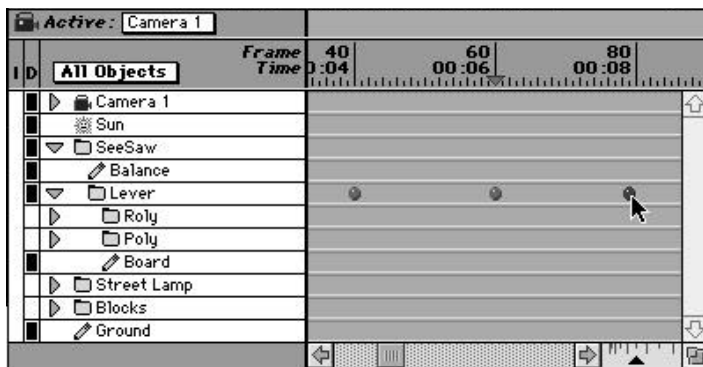 Active: Camera 1
Frame 40 60 80
I D All Objects Time 0:04 00:06 00:08
Camera 1
Sun
SeeSaw
Balance
Lever
Roly
Poly
Board
Street Lamp
Blocks
Ground